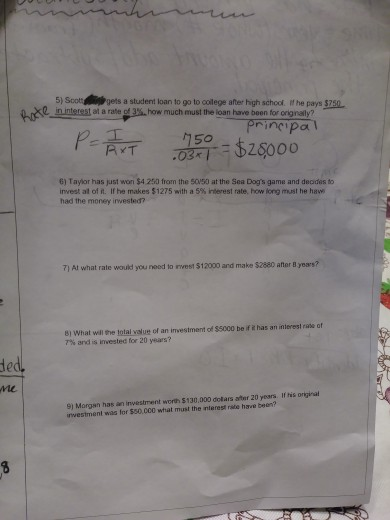 5) Scott gets a student loan to go to college after high school. If he pays $750
Rate in interest at a rate of 3%, how much must the loan have been for originally?
Principal
P= I 750 = $25000
RxT .03x1
6) Taylor has just won $4,250 from the 50/50 at the Sea Dog's game and decides to
invest all of it. If he makes $1275 with a 5% interest rate, how long must he have
had the money invested?
7) At what rate would you need to invest $12000 and make $2880 after 8 years?
8) What will the total value of an investment of $5000 be if it has an interest rate of
7% and is invested for 20 years?
ded.
me
9) Morgan has an investment worth $130,000 dollars after 20 years. If his original
investment was for $50,000 what must the interest rate have been?
8